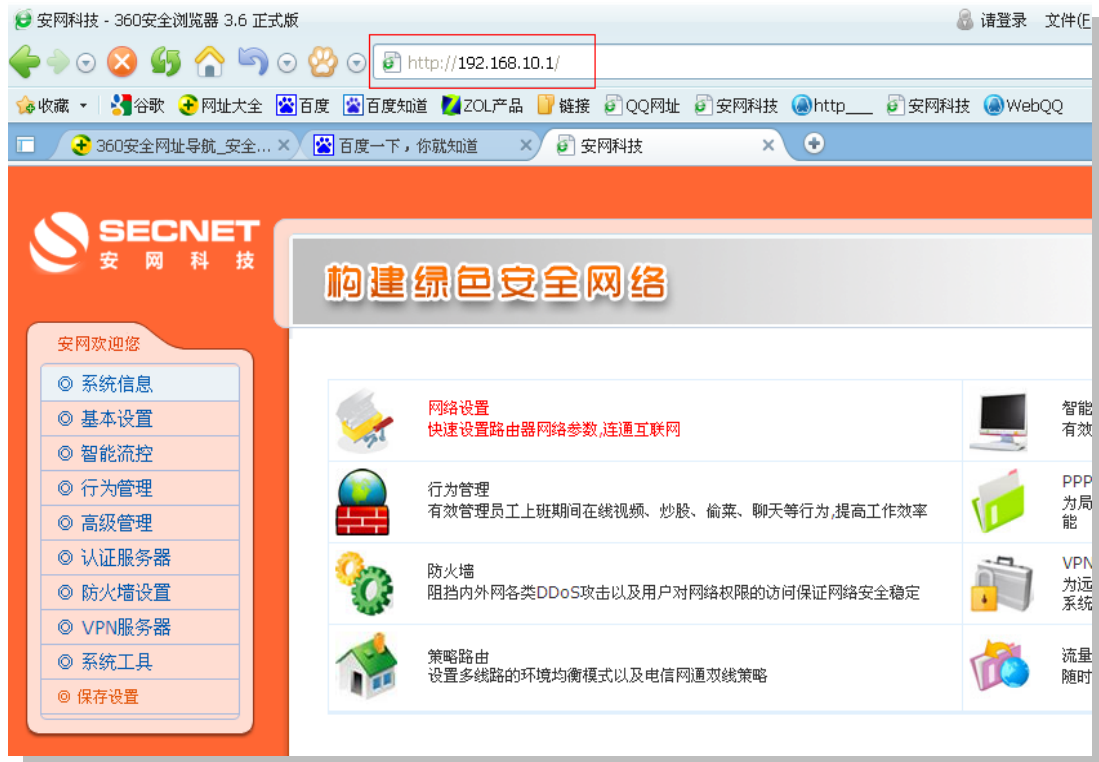 安网科技 - 360安全浏览器 3.6 正式版
请登录 文件(F
http://192.168.10.1/
收藏 谷歌 网址大全 百度 百度知道 ZOL产品 链接 QQ网址 安网科技 http___ 安网科技 WebQQ
360安全网址导航_安全... 百度一下，你就知道 安网科技
SECNET
安网科技
构建绿色安全网络
安网欢迎您
系统信息
基本设置
智能流控
行为管理
高级管理
认证服务器
防火墙设置
VPN服务器
系统工具
保存设置
网络设置
快速设置路由器网络参数,连通互联网
智能
有效
行为管理
有效管理员工上班期间在线视频、炒股、偷菜、聊天等行为,提高工作效率
PPP
为局
能
防火墙
阻挡内外网各类DDoS攻击以及用户对网络权限的访问保证网络安全稳定
VPN
为远
系统
策略路由
设置多线路的环境均衡模式以及电信网通双线策略
流量
随时